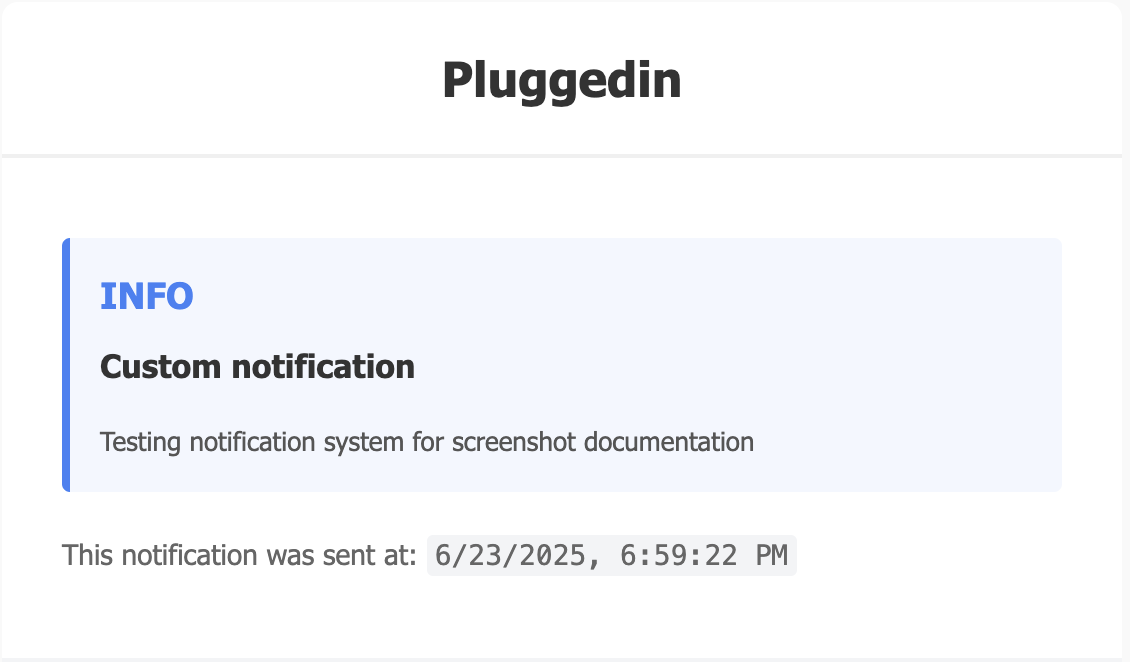 Pluggedin
INFO
Custom notification
Testing notification system for screenshot documentation
This notification was sent at: 6/23/2025, 6:59:22 PM